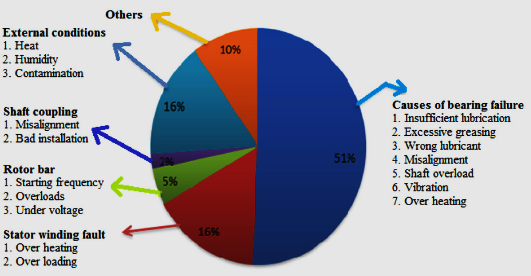 Others
10%
External conditions
1. Heat
2. Humidity
3. Contamination
16%
Shaft coupling
1. Misalignment
2. Bad installation
2%
Rotor bar
1. Starting frequency
2. Overloads
3. Under voltage
5%
Stator winding fault
1. Over heating
2. Over loading
16%
51%
Causes of bearing failure
1. Insufficient lubrication
2. Excessive greasing
3. Wrong lubricant
4. Misalignment
5. Shaft overload
6. Vibration
7. Over heating